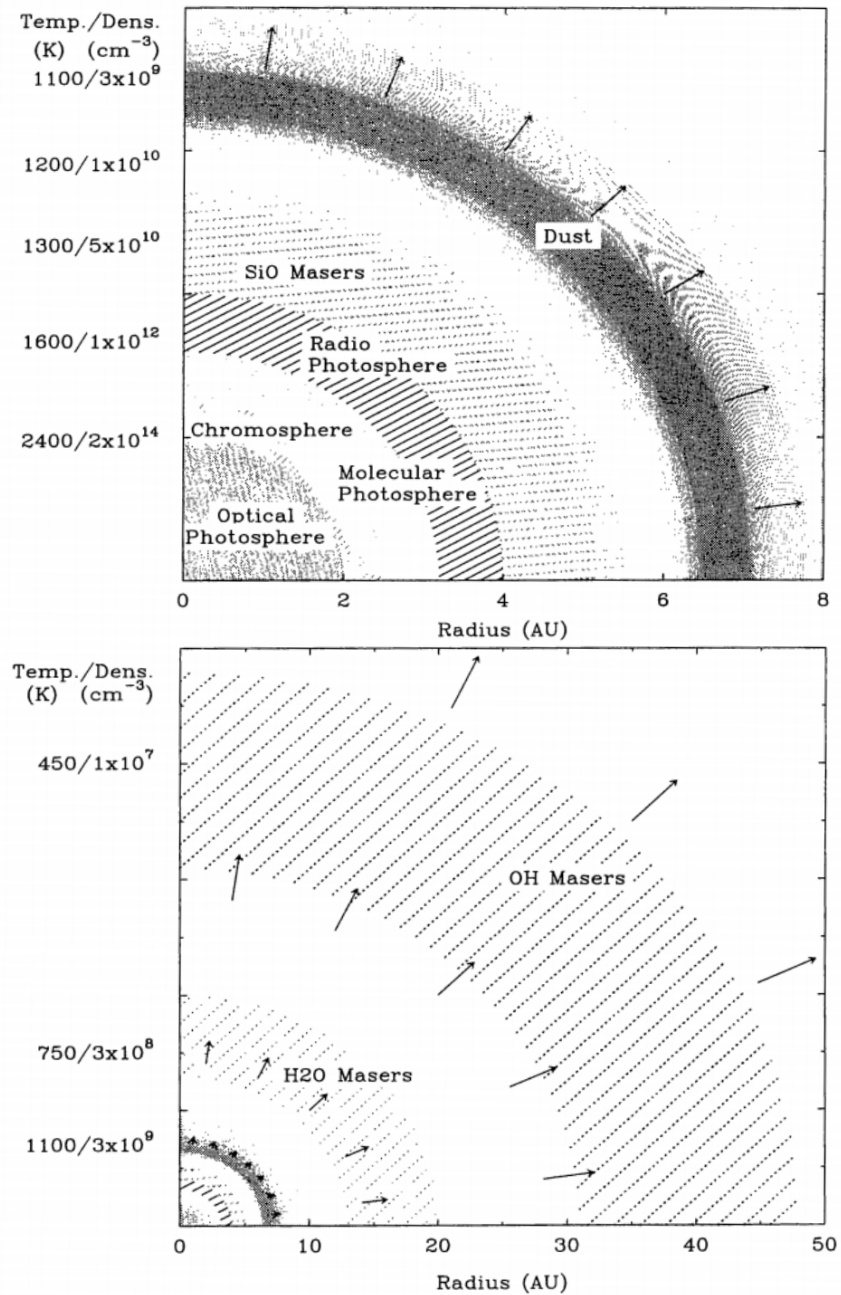 Temp./Dens.
(K) (cm⁻³)
1100/3x10⁹
1200/1x10¹⁰
1300/5x10¹⁰
1600/1x10¹²
2400/2x10¹⁴
Dust
SiO Masers
Radio
Photosphere
Chromosphere
Molecular
Photosphere
Optical
Photosphere
0 2 4 6 8
Radius (AU)
Temp./Dens.
(K) (cm⁻³)
450/1x10⁷
750/3x10⁸
1100/3x10⁹
OH Masers
H2O Masers
0 10 20 30 40 50
Radius (AU)